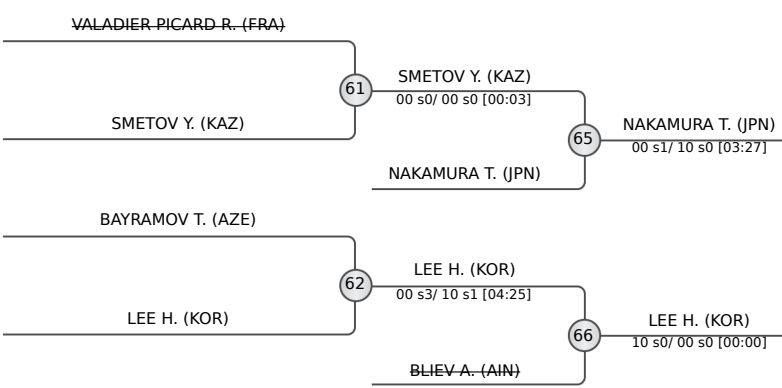 VALADIER PICARD R. (FRA)
61
SMETOV Y. (KAZ)
00 s0/ 00 s0 [00:03]
SMETOV Y. (KAZ)
65
NAKAMURA T. (JPN)
00 s1/ 10 s0 [03:27]
NAKAMURA T. (JPN)
BAYRAMOV T. (AZE)
62
LEE H. (KOR)
00 s3/ 10 s1 [04:25]
LEE H. (KOR)
66
LEE H. (KOR)
10 s0/ 00 s0 [00:00]
BLIEV A. (AIN)